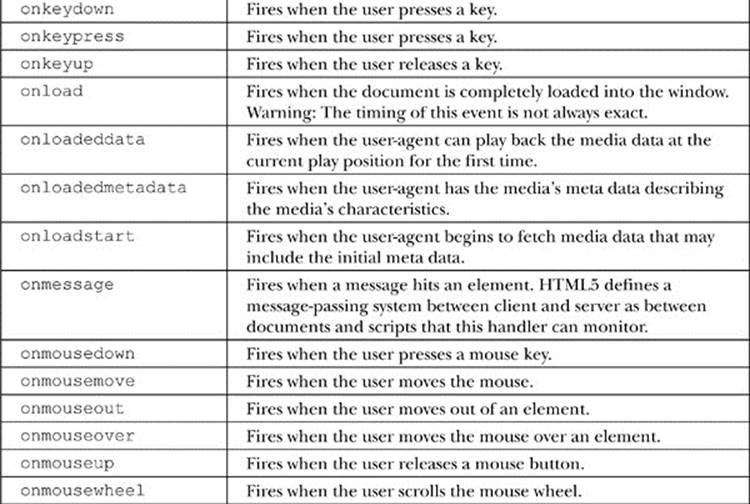 onkeydown Fires when the user presses a key.
onkeypress Fires when the user presses a key.
onkeyup Fires when the user releases a key.
onload Fires when the document is completely loaded into the window.
Warning: The timing of this event is not always exact.
onloadeddata Fires when the user-agent can play back the media data at the
current play position for the first time.
onloadedmetadata Fires when the user-agent has the media's meta data describing
the media's characteristics.
onloadstart Fires when the user-agent begins to fetch media data that may
include the initial meta data.
onmessage Fires when a message hits an element. HTML5 defines a
message-passing system between client and server as between
documents and scripts that this handler can monitor.
onmousedown Fires when the user presses a mouse key.
onmousemove Fires when the user moves the mouse.
onmouseout Fires when the user moves out of an element.
onmouseover Fires when the user moves the mouse over an element.
onmouseup Fires when the user releases a mouse button.
onmousewheel Fires when the user scrolls the mouse wheel.